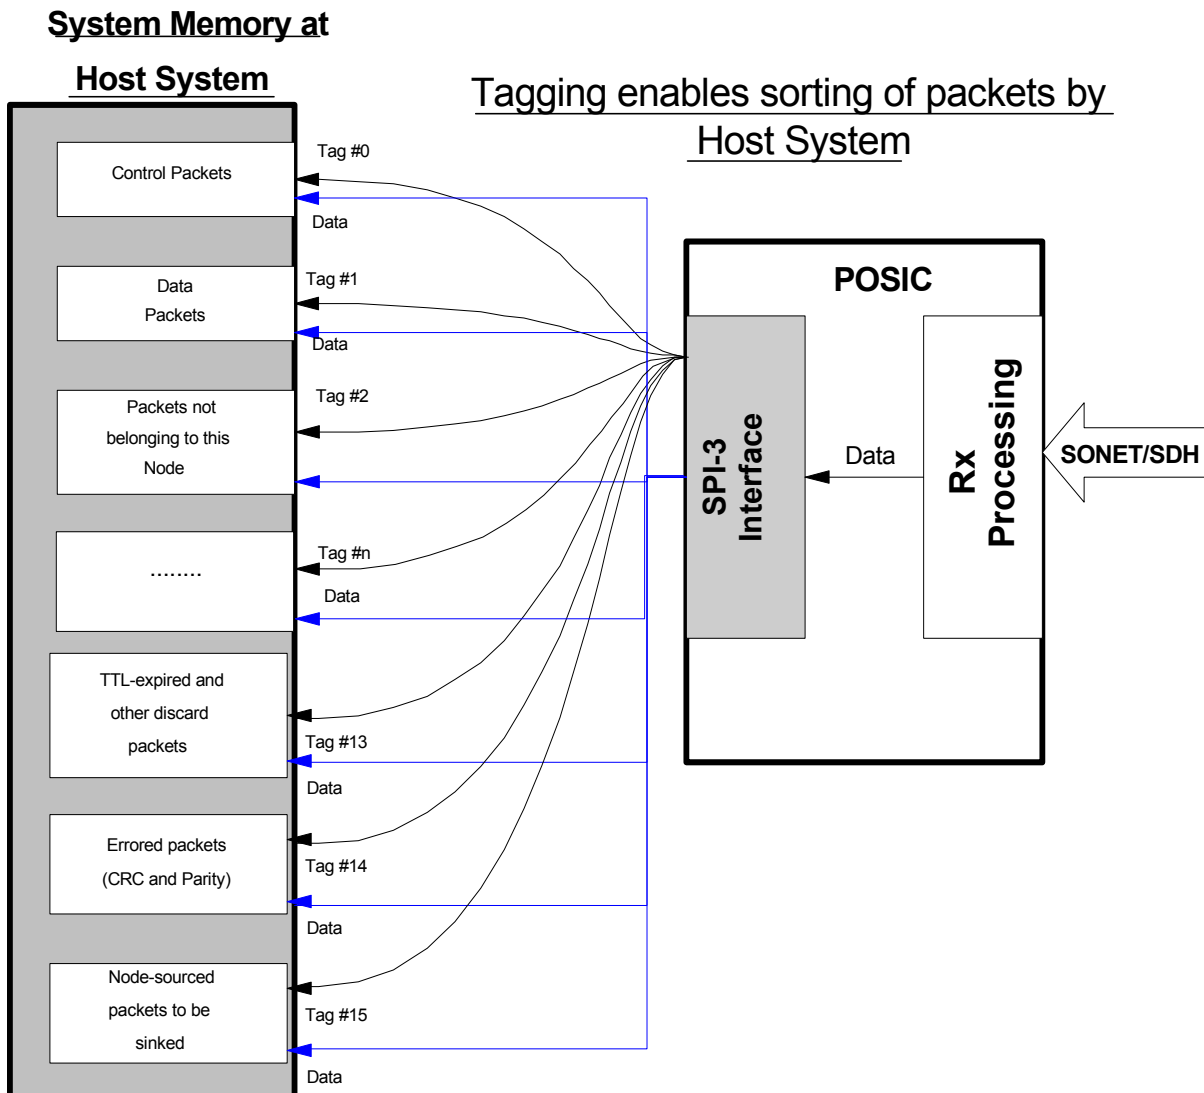 System Memory at
Host System
Tagging enables sorting of packets by
Host System
Tag #0
Control Packets
Data
Tag #1
Data
Packets
Data
Tag #2
Packets not
belonging to this
Node
Tag #n
........
Data
TTL-expired and
other discard
packets
Tag #13
Data
Errored packets
(CRC and Parity)
Tag #14
Data
Node-sourced
packets to be
sinked
Tag #15
Data
POSIC
SPI-3
Interface
Data
Rx
Processing
SONET/SDH